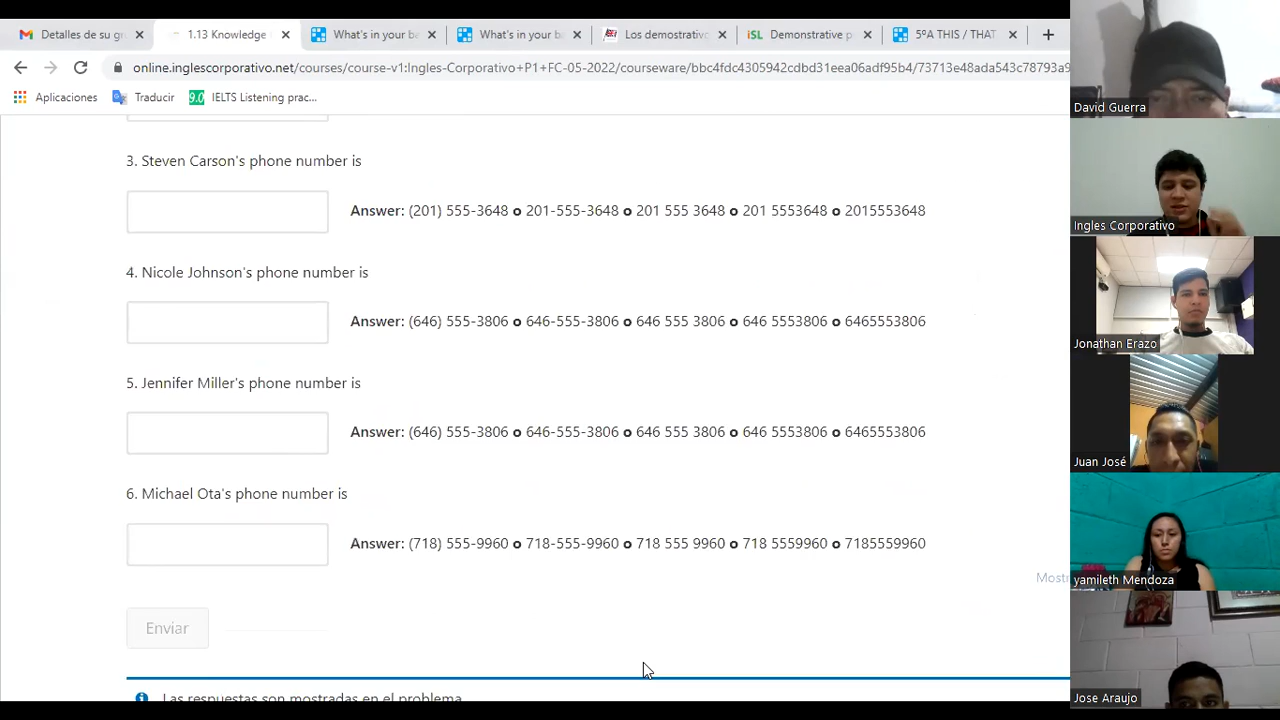 Detalles de su gr
1.13 Knowledge
What's in your ba
What's in your ba
Los demostrativo
Demonstrative p
5ºA THIS / THAT
online.inglescorporativo.net/courses/course-v1:Ingles-Corporativo+P1+FC-05-2022/courseware/bbc4fdc4305942cdbd31eea06adf95b4/73713e48ada543c78793a9
Aplicaciones
Traducir
9.0
IELTS Listening prac...
3. Steven Carson's phone number is
Answer: (201) 555-3648 o 201-555-3648 o 201 555 3648 o 201 5553648 o 2015553648
4. Nicole Johnson's phone number is
Answer: (646) 555-3806 o 646-555-3806 o 646 555 3806 o 646 5553806 o 6465553806
5. Jennifer Miller's phone number is
Answer: (646) 555-3806 o 646-555-3806 o 646 555 3806 o 646 5553806 o 6465553806
6. Michael Ota's phone number is
Answer: (718) 555-9960 o 718-555-9960 o 718 555 9960 o 718 5559960 o 7185559960
Mostr
Enviar
Las respuestas son mostradas en el problema
David Guerra
Ingles Corporativo
Jonathan Erazo
Juan José
yamileth Mendoza
Jose Araujo